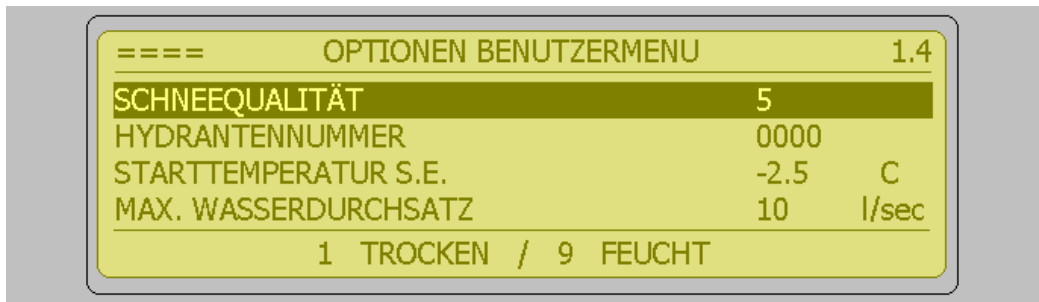 ==== OPTIONEN BENUTZERMENU 1.4
SCHNEEQUALITÄT 5
HYDRANTENNUMMER 0000
STARTTEMPERATUR S.E. -2.5 C
MAX. WASSERDURCHSATZ 10 l/sec
1 TROCKEN / 9 FEUCHT